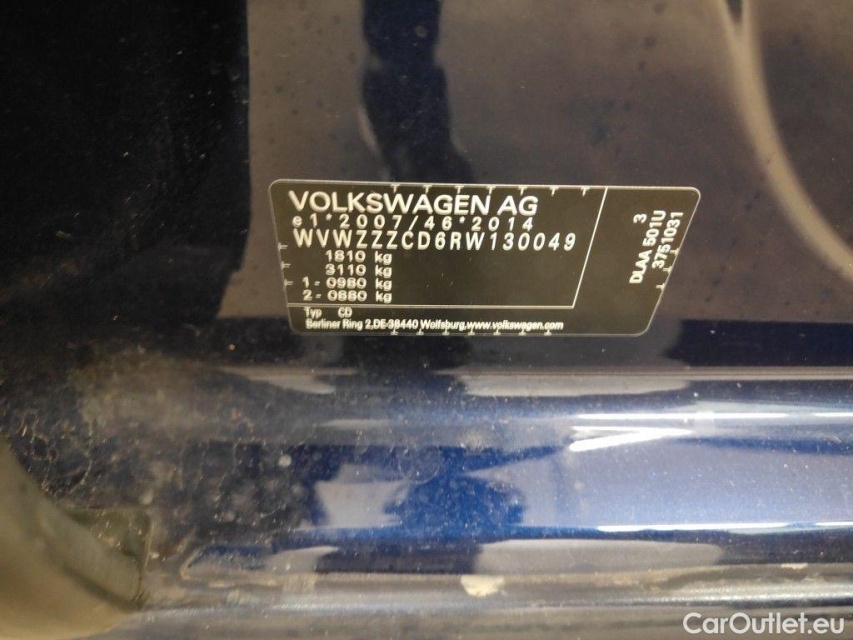 VOLKSWAGEN AG
e1*2007/46*2014
WVWZZZCD6RW130049
1810 kg
3110 kg
1-0980 kg
2-0880 kg
Typ CD
Berliner Ring 2,DE-38440 Wolfsburg,www.volkswagen.com
3
DLAA 501U
3751031
CarOutlet.eu